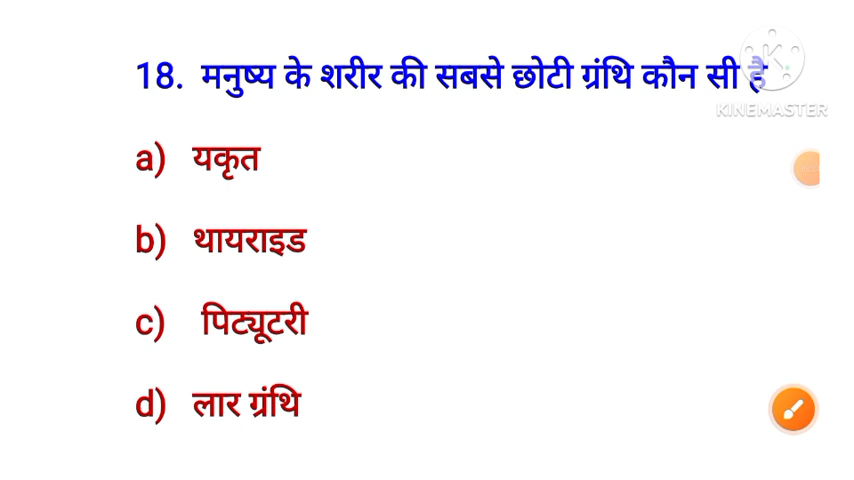 18. मनुष्य के शरीर की सबसे छोटी ग्रंथि कौन सी है
KINEMASTER
a) यकृत
b) थायराइड
c) पिट्यूटरी
d) लार ग्रंथि